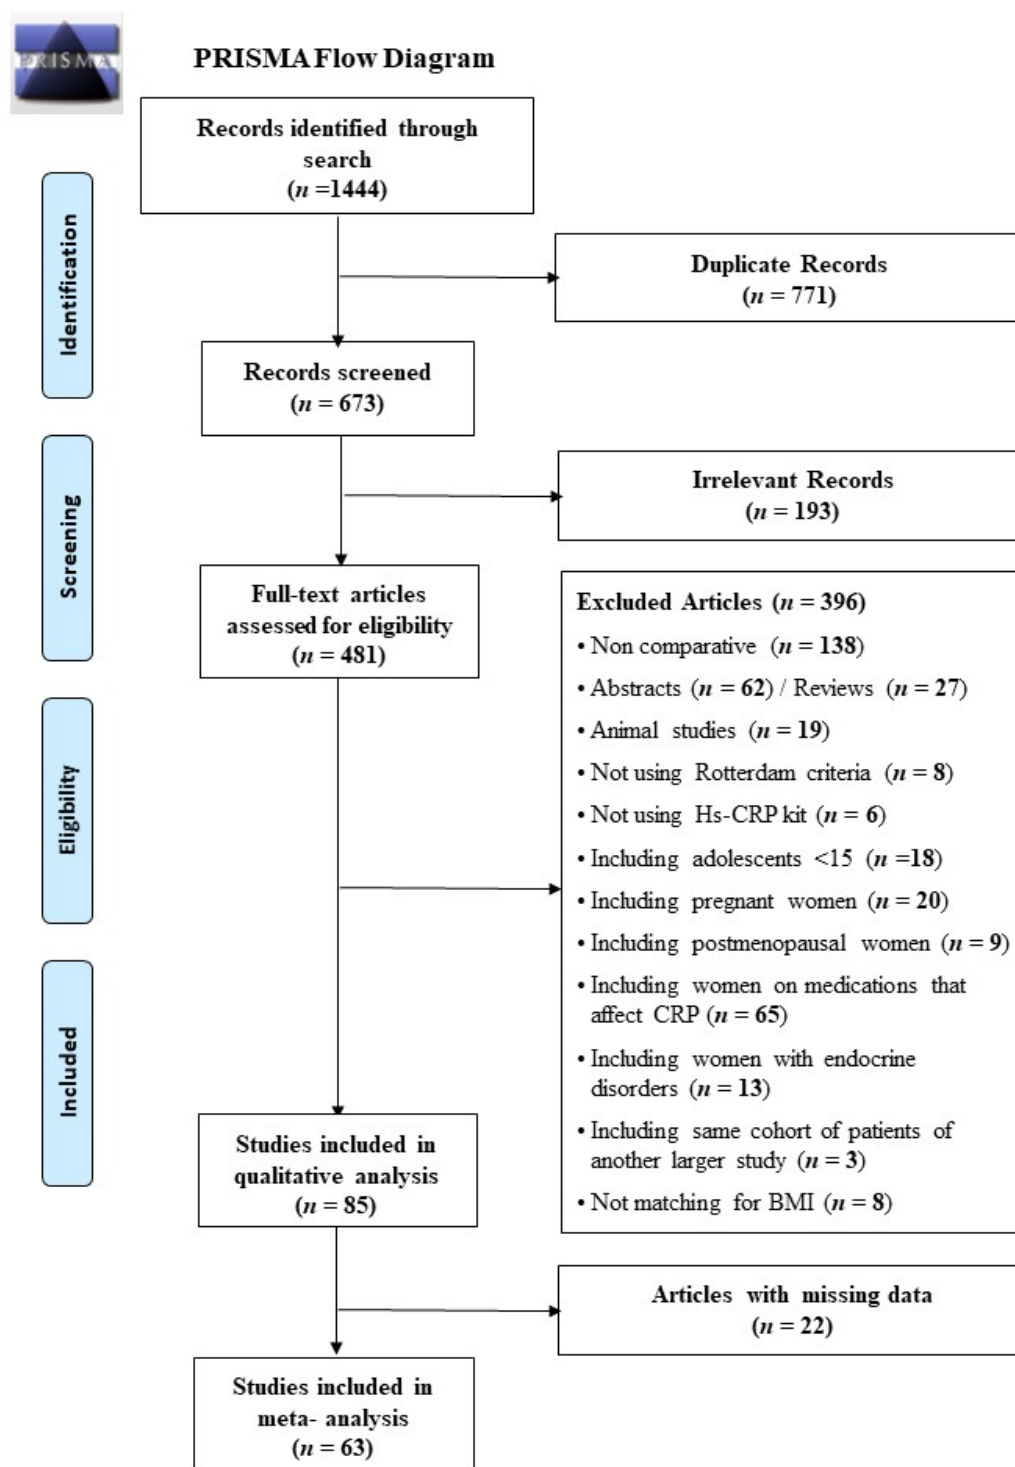 PRISMA
PRISMA Flow Diagram
Records identified through
search
(n =1444)
Identification
Duplicate Records
(n = 771)
Records screened
(n = 673)
Screening
Irrelevant Records
(n = 193)
Full-text articles
assessed for eligibility
(n = 481)
Excluded Articles (n = 396)
• Non comparative (n = 138)
• Abstracts (n = 62) / Reviews (n = 27)
• Animal studies (n = 19)
• Not using Rotterdam criteria (n = 8)
• Not using Hs-CRP kit (n = 6)
• Including adolescents <15 (n =18)
• Including pregnant women (n = 20)
• Including postmenopausal women (n = 9)
• Including women on medications that
affect CRP (n = 65)
• Including women with endocrine
disorders (n = 13)
• Including same cohort of patients of
another larger study (n = 3)
• Not matching for BMI (n = 8)
Eligibility
Included
Studies included in
qualitative analysis
(n = 85)
Articles with missing data
(n = 22)
Studies included in
meta- analysis
(n = 63)